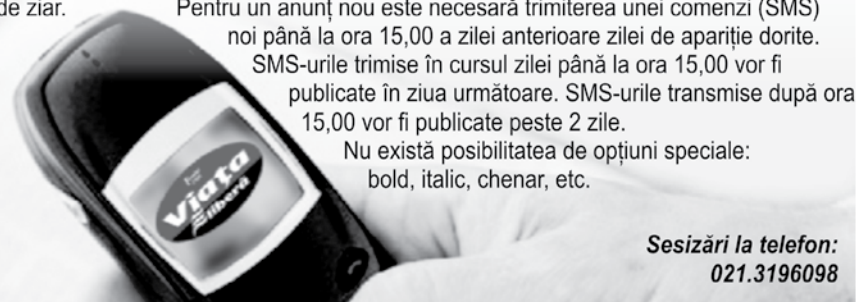 de ziar.
Pentru un anunț nou este necesară trimiterea unei comenzi (SMS)
noi până la ora 15,00 a zilei anterioare zilei de apariție dorite.
SMS-urile trimise în cursul zilei până la ora 15,00 vor fi
publicate în ziua următoare. SMS-urile transmise după ora
15,00 vor fi publicate peste 2 zile.
Nu există posibilitatea de opțiuni speciale:
bold, italic, chenar, etc.
Viața
liberă
Sesizări la telefon:
021.3196098